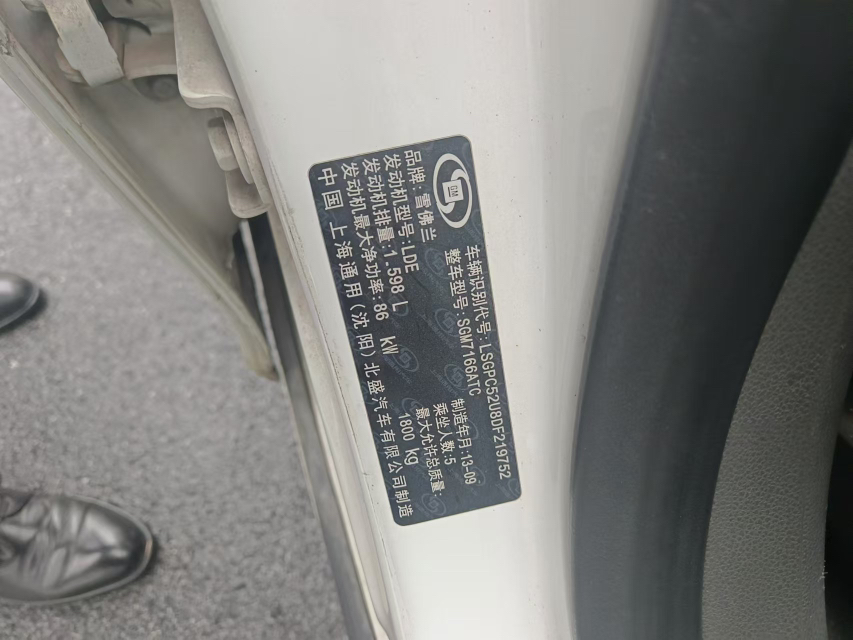 GM
车辆识别代号:LSGPC52U8DF219752
整车型号:SGM7166ATC
品牌:雪佛兰
制造年月:13-09
发动机型号:LDE
乘坐人数:5
发动机排量:1.598 L
最大允许总质量:
发动机最大净功率:86 KW
1800 kg
中国 上海通用(沈阳)北盛汽车有限公司制造